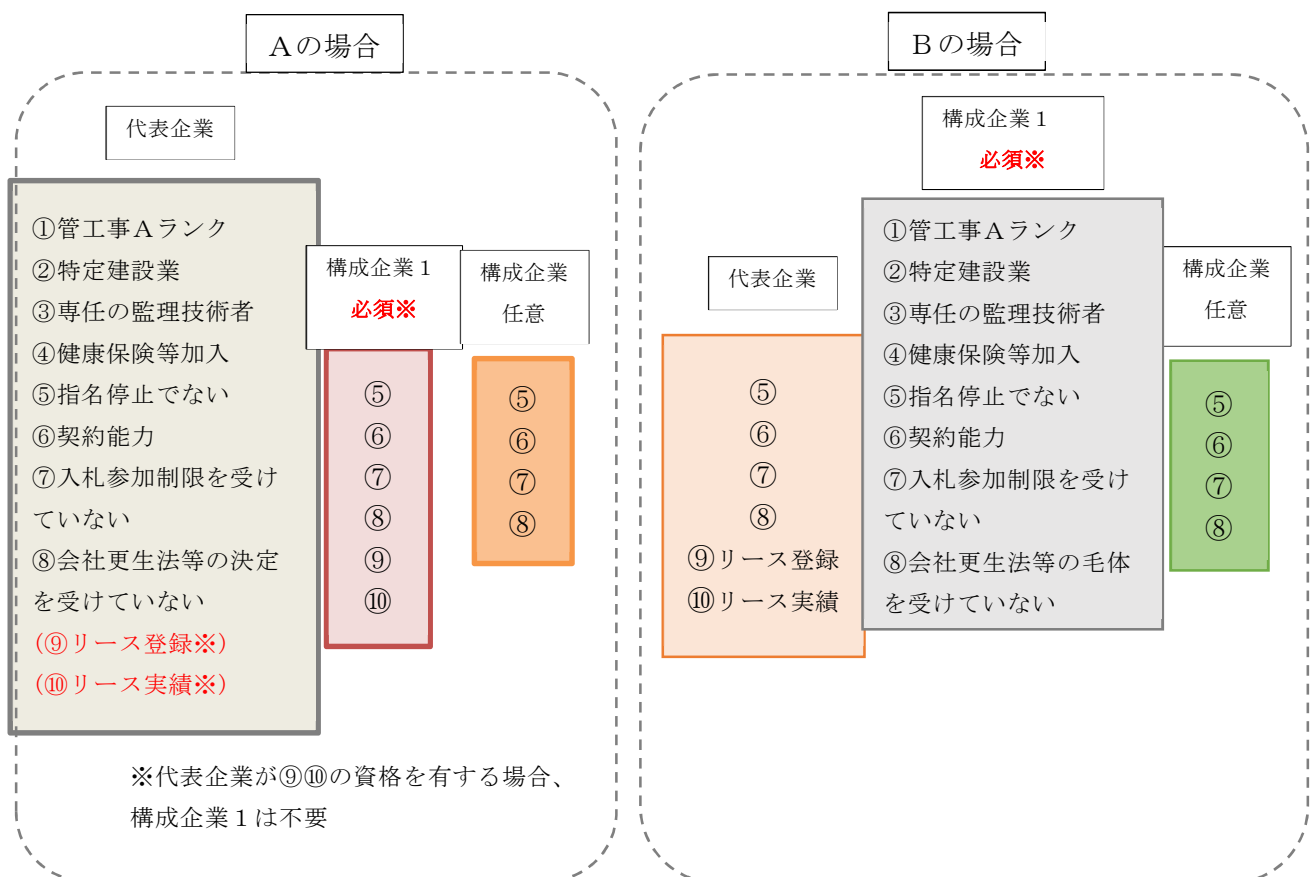 Aの場合
代表企業
①管工事Aランク
②特定建設業
③専任の監理技術者
④健康保険等加入
⑤指名停止でない
⑥契約能力
⑦入札参加制限を受け
ていない
⑧会社更生法等の決定
を受けていない
(⑨リース登録※)
(⑩リース実績※)
構成企業1
必須※
⑤
⑥
⑦
⑧
⑨
⑩
構成企業
任意
⑤
⑥
⑦
⑧
※代表企業が⑨⑩の資格を有する場合、
構成企業1は不要
Bの場合
代表企業
⑤
⑥
⑦
⑧
⑨リース登録
⑩リース実績
構成企業1
必須※
①管工事Aランク
②特定建設業
③専任の監理技術者
④健康保険等加入
⑤指名停止でない
⑥契約能力
⑦入札参加制限を受け
ていない
⑧会社更生法等の毛体
を受けていない
構成企業
任意
⑤
⑥
⑦
⑧